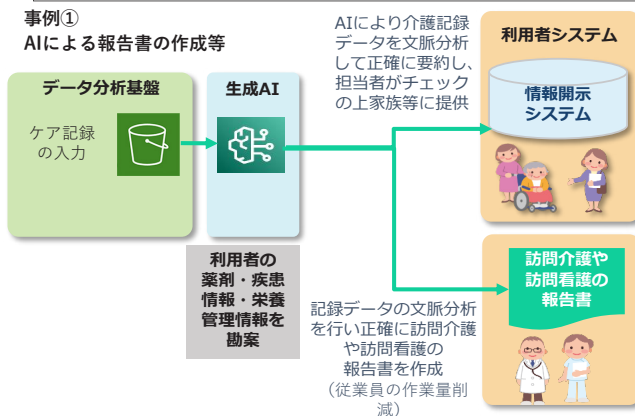 事例①
AIによる報告書の作成等
データ分析基盤
ケア記録
の入力
生成AI
利用者の
薬剤・疾患
情報・栄養
管理情報を
勘案
AIにより介護記録
データを文脈分析
して正確に要約し、
担当者がチェック
の上家族等に提供
利用者システム
情報開示
システム
記録データの文脈分析
を行い正確に訪問介護
や訪問看護の
報告書を作成
（従業員の作業量削
減）
訪問介護や
訪問看護の
報告書